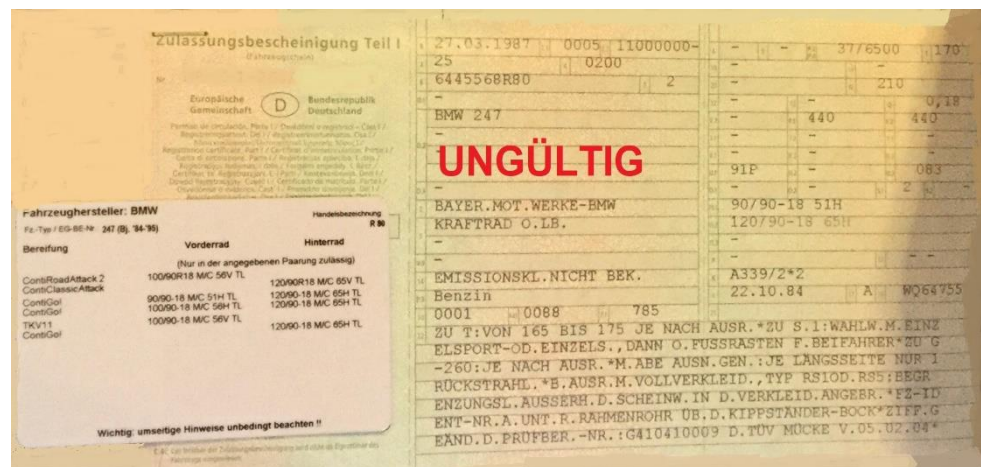 Zulassungsbescheinigung Teil I
(Fahrzeugschein)
Nr.
Europäische
Gemeinschaft
D
Bundesrepublik
Deutschland
27.03.1987 0005 11000000-
25 0200
6445568R80 2
-
BMW 247
-
UNGÜLTIG
-
BAYER.MOT.WERKE-BMW
KRAFTRAD O.LB.
-
-
EMISSIONSKL.NICHT BEK.
Benzin
0001 0088 785
- - 37/6500 170
- -
- 210
- - 0,18
- 440 440
- -
91P - 083
- 2 -
90/90-18 51H
120/90-18 65H
-
- -
A339/2*2
22.10.84 A WQ64755
ZU T:VON 165 BIS 175 JE NACH AUSR.*ZU S.1:WAHLW.M.EINZ
ELSPORT-OD.EINZELS.,DANN O.FUSSRASTEN F.BEIFAHRER*ZU G
-260:JE NACH AUSR.*M.ABE AUSN.GEN.:JE LÄNGSSEITE NUR 1
RÜCKSTRAHL.*B.AUSR.M.VOLLVERKLEID.,TYP RS1OD.RS5:BEGR
ENZUNGSL.AUSSERH.D.SCHEINW.IN D.VERKLEID.ANGEBR.*FZ-ID
ENT-NR.A.UNT.R.RAHMENROHR ÜB.D.KIPPSTÄNDER-BOCK*ZIFF.G
EÄND.D.PRÜFBER.-NR.:G410410009 D.TÜV MÜCKE V.05.02.04*
Fahrzeughersteller: BMW
Handelsbezeichnung
Fz.-Typ / EG-BE-Nr. 247 (Bj. '84-'95)
R 80
Bereifung Vorderrad Hinterrad
(Nur in der angegebenen Paarung zulässig)
ContiRoadAttack 2 100/90R18 M/C 56V TL 120/90R18 M/C 65V TL
ContiClassicAttack
ContiGo! 90/90-18 M/C 51H TL 120/90-18 M/C 65H TL
ContiGo! 100/90-18 M/C 56H TL 120/90-18 M/C 65H TL
TKV11 100/90-18 M/C 56V TL 120/90-18 M/C 65H TL
ContiGo!
Wichtig: umseitige Hinweise unbedingt beachten !!